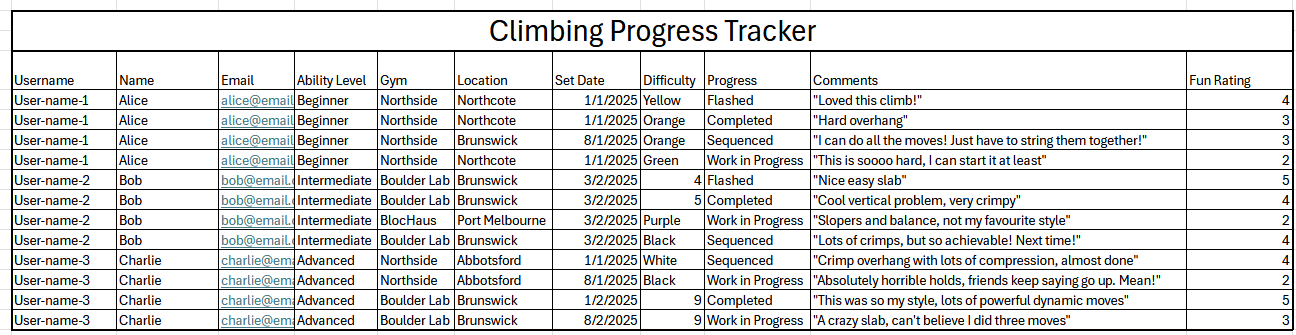 Climbing Progress Tracker
Username Name Email Ability Level Gym Location Set Date Difficulty Progress Comments Fun Rating
User-name-1 Alice alice@email Beginner Northside Northcote 1/1/2025 Yellow Flashed "Loved this climb!" 4
User-name-1 Alice alice@email Beginner Northside Northcote 1/1/2025 Orange Completed "Hard overhang" 3
User-name-1 Alice alice@email Beginner Northside Brunswick 8/1/2025 Orange Sequenced "I can do all the moves! Just have to string them together!" 3
User-name-1 Alice alice@email Beginner Northside Northcote 1/1/2025 Green Work in Progress "This is soooo hard, I can start it at least" 2
User-name-2 Bob bob@email. Intermediate Boulder Lab Brunswick 3/2/2025 4 Flashed "Nice easy slab" 5
User-name-2 Bob bob@email. Intermediate Boulder Lab Brunswick 3/2/2025 5 Completed "Cool vertical problem, very crimpy" 4
User-name-2 Bob bob@email. Intermediate BlocHaus Port Melbourne 3/2/2025 Purple Work in Progress "Slopers and balance, not my favourite style" 2
User-name-2 Bob bob@email. Intermediate Boulder Lab Brunswick 3/2/2025 Black Sequenced "Lots of crimps, but so achievable! Next time!" 4
User-name-3 Charlie charlie@ema Advanced Northside Abbotsford 1/1/2025 White Sequenced "Crimp overhang with lots of compression, almost done" 4
User-name-3 Charlie charlie@ema Advanced Northside Abbotsford 8/1/2025 Black Work in Progress "Absolutely horrible holds, friends keep saying go up. Mean!" 2
User-name-3 Charlie charlie@ema Advanced Boulder Lab Brunswick 1/2/2025 9 Completed "This was so my style, lots of powerful dynamic moves" 5
User-name-3 Charlie charlie@ema Advanced Boulder Lab Brunswick 8/2/2025 9 Work in Progress "A crazy slab, can't believe I did three moves" 3